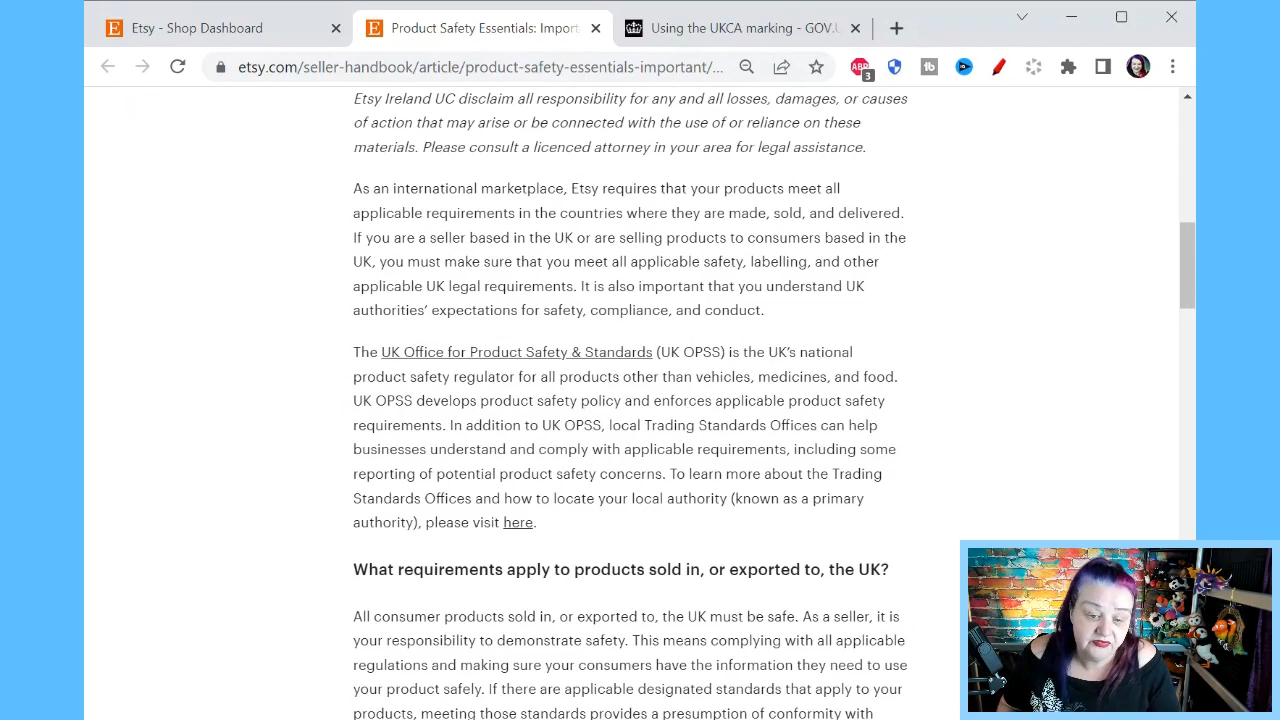 Etsy - Shop Dashboard
Product Safety Essentials: Import
Using the UKCA marking - GOV.U
etsy.com/seller-handbook/article/product-safety-essentials-important/...
ABP
3
tb
Etsy Ireland UC disclaim all responsibility for any and all losses, damages, or causes
of action that may arise or be connected with the use of or reliance on these
materials. Please consult a licenced attorney in your area for legal assistance.
As an international marketplace, Etsy requires that your products meet all
applicable requirements in the countries where they are made, sold, and delivered.
If you are a seller based in the UK or are selling products to consumers based in the
UK, you must make sure that you meet all applicable safety, labelling, and other
applicable UK legal requirements. It is also important that you understand UK
authorities’ expectations for safety, compliance, and conduct.
The UK Office for Product Safety & Standards (UK OPSS) is the UK’s national
product safety regulator for all products other than vehicles, medicines, and food.
UK OPSS develops product safety policy and enforces applicable product safety
requirements. In addition to UK OPSS, local Trading Standards Offices can help
businesses understand and comply with applicable requirements, including some
reporting of potential product safety concerns. To learn more about the Trading
Standards Offices and how to locate your local authority (known as a primary
authority), please visit here.
What requirements apply to products sold in, or exported to, the UK?
All consumer products sold in, or exported to, the UK must be safe. As a seller, it is
your responsibility to demonstrate safety. This means complying with all applicable
regulations and making sure your consumers have the information they need to use
your product safely. If there are applicable designated standards that apply to your
products, meeting those standards provides a presumption of conformity with